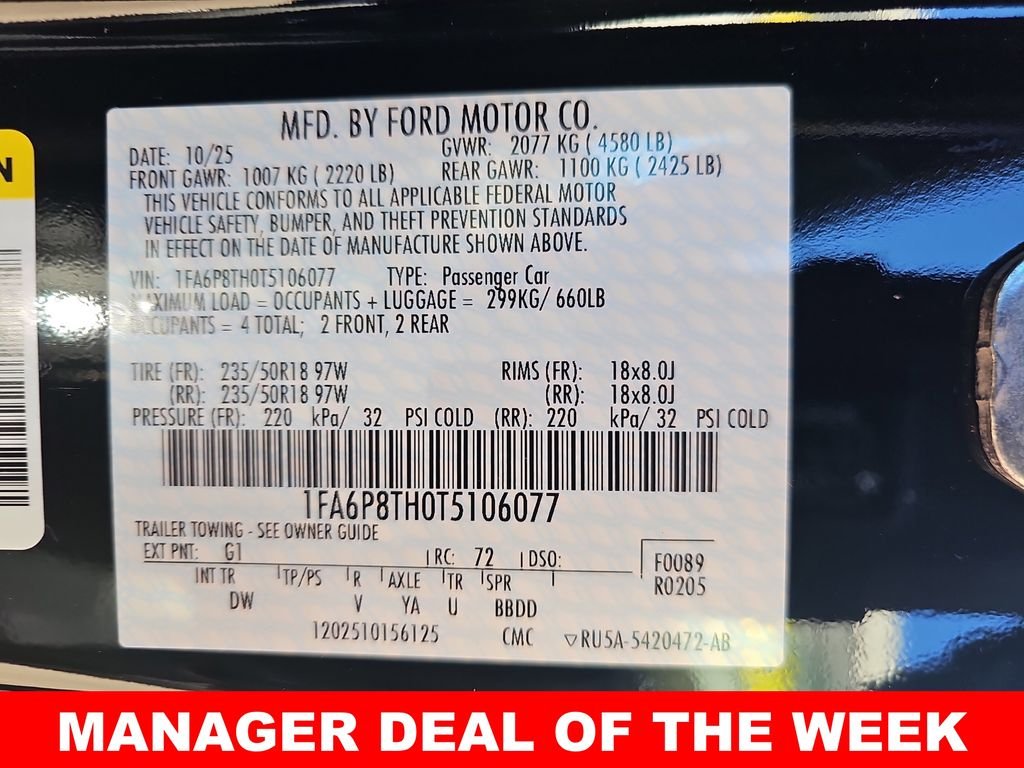 N
MFD. BY FORD MOTOR CO.
DATE: 10/25 GVWR: 2077 KG ( 4580 LB)
FRONT GAWR: 1007 KG ( 2220 LB) REAR GAWR: 1100 KG ( 2425 LB)
THIS VEHICLE CONFORMS TO ALL APPLICABLE FEDERAL MOTOR
VEHICLE SAFETY, BUMPER, AND THEFT PREVENTION STANDARDS
IN EFFECT ON THE DATE OF MANUFACTURE SHOWN ABOVE.
VIN: 1FA6P8TH0T5106077 TYPE: Passenger Car
MAXIMUM LOAD = OCCUPANTS + LUGGAGE = 299KG/ 660LB
OCCUPANTS = 4 TOTAL; 2 FRONT, 2 REAR
TIRE (FR): 235/50R18 97W RIMS (FR): 18x8.0J
(RR): 235/50R18 97W (RR): 18x8.0J
PRESSURE (FR): 220 kPa/ 32 PSI COLD (RR): 220 kPa/ 32 PSI COLD
1FA6P8TH0T5106077
TRAILER TOWING - SEE OWNER GUIDE
EXT PNT: G1 RC: 72 DSO: F0089
INT TR TP/PS R AXLE TR SPR R0205
DW V YA U BBDD
1202510156125 CMC ▽RU5A-5420472-AB
MANAGER DEAL OF THE WEEK